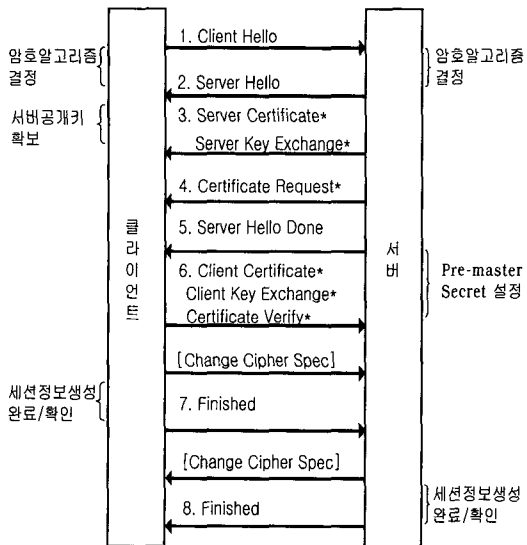 1. Client Hello
암호알고리즘
결정
암호알고리즘
결정
2. Server Hello
서버공개키
확보
3. Server Certificate*
Server Key Exchange*
4. Certificate Request*
5. Server Hello Done
클라이언트
서버
6. Client Certificate*
Client Key Exchange*
Certificate Verify*
Pre-master
Secret 설정
[Change Cipher Spec]
세션정보생성
완료/확인
7. Finished
[Change Cipher Spec]
8. Finished
세션정보생성
완료/확인